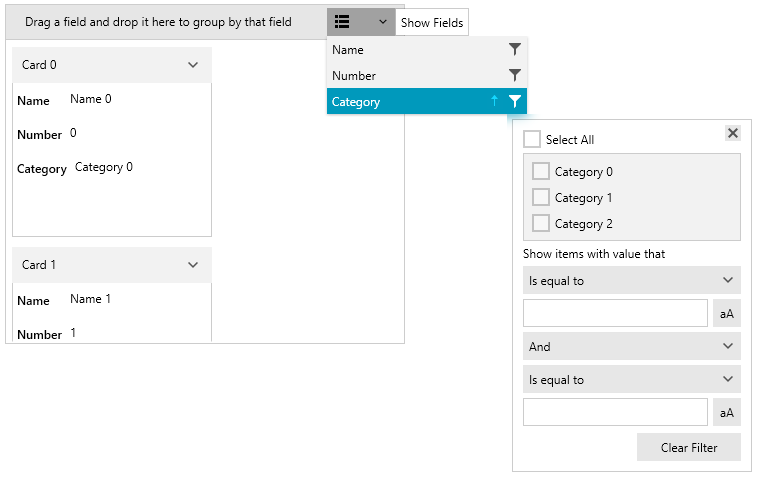 Drag a field and drop it here to group by that field
Show Fields
Name
Number
Category
Card 0
Name Name 0
Number 0
Category Category 0
Card 1
Name Name 1
Number 1
Select All
Category 0
Category 1
Category 2
Show items with value that
Is equal to
aA
And
Is equal to
aA
Clear Filter